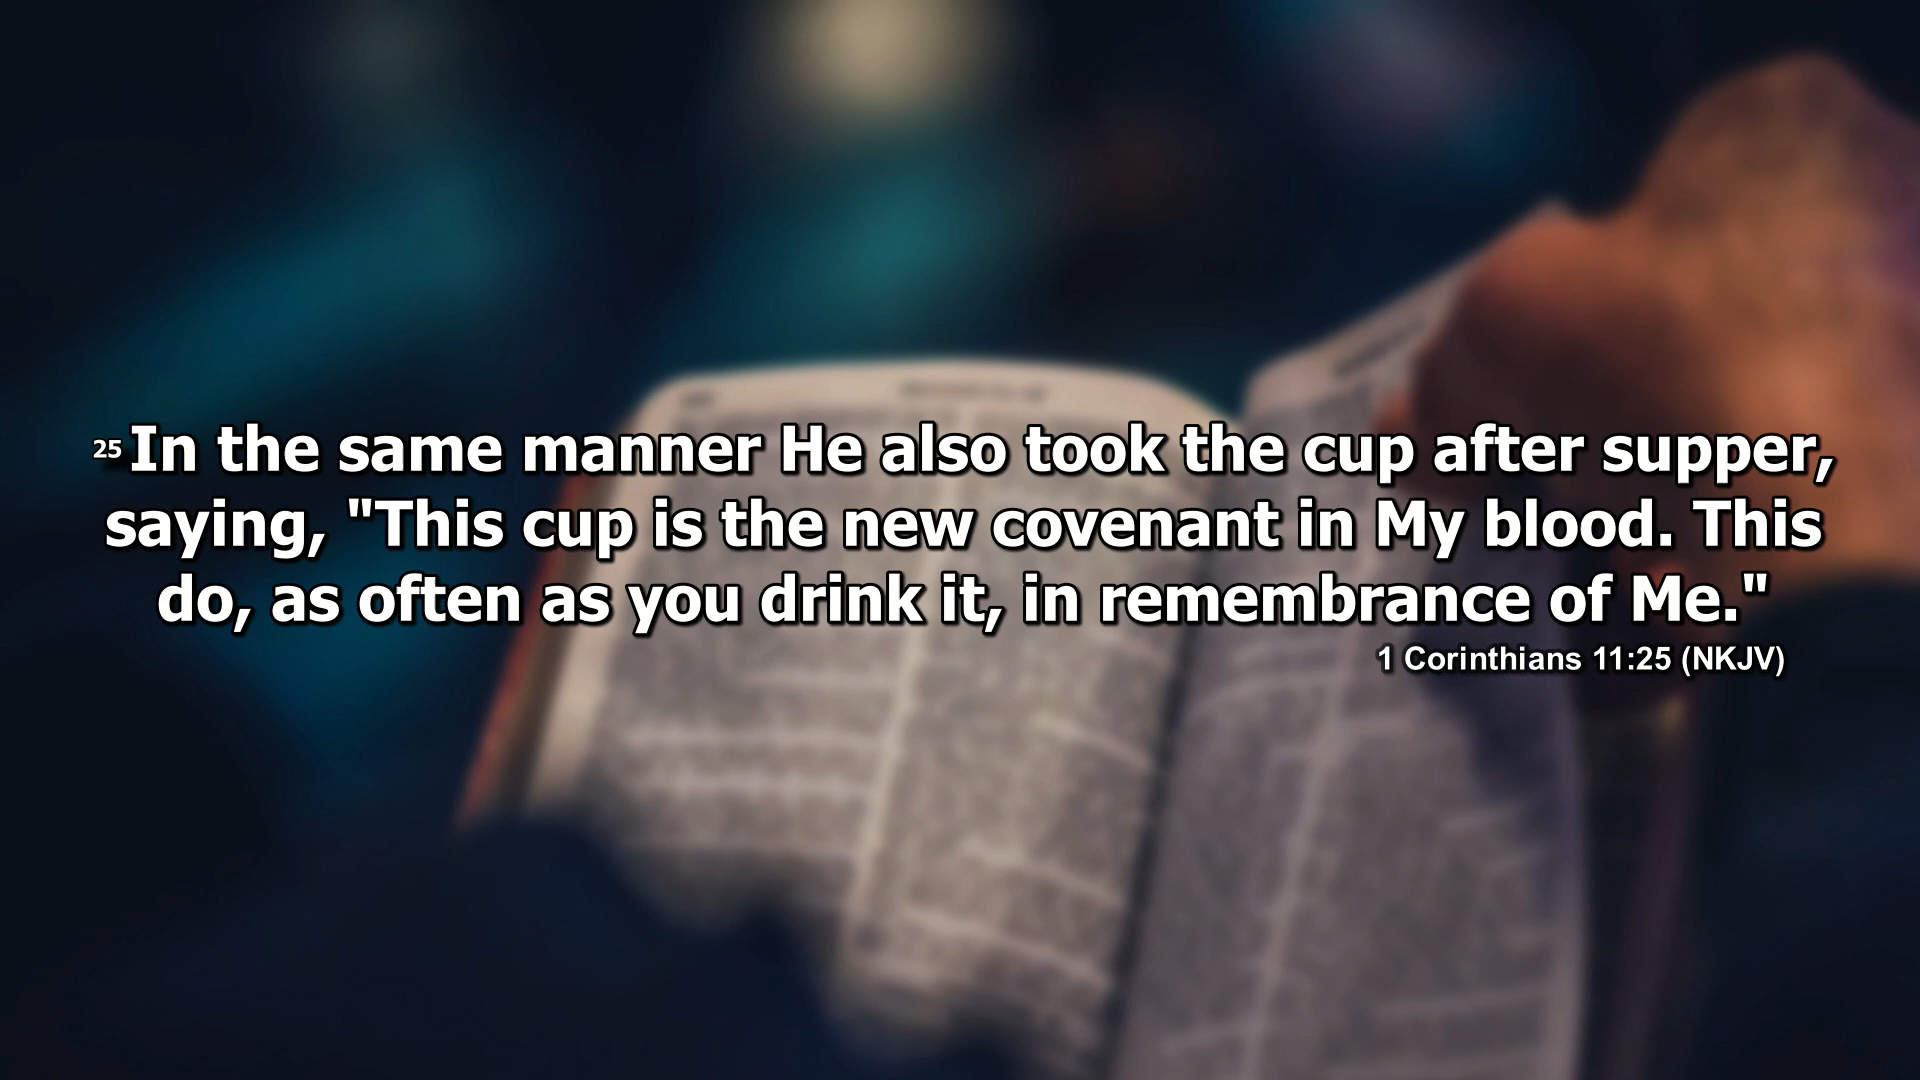 25 In the same manner He also took the cup after supper,
saying, "This cup is the new covenant in My blood. This
do, as often as you drink it, in remembrance of Me."
1 Corinthians 11:25 (NKJV)